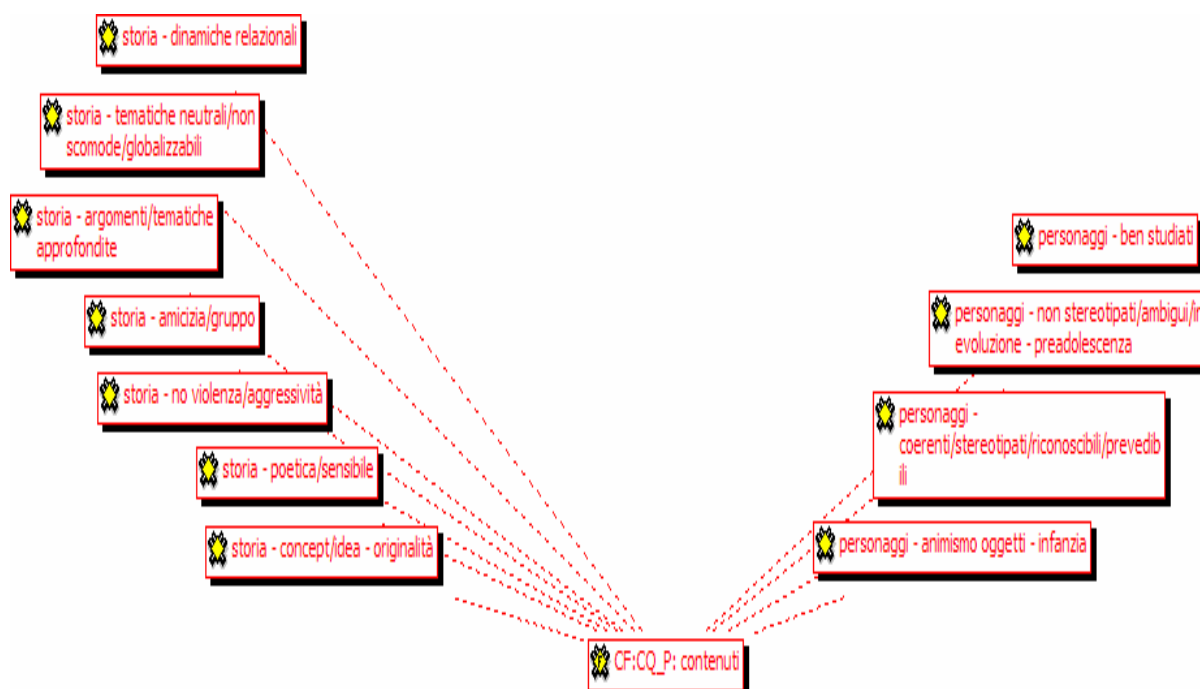 storia - dinamiche relazionali
storia - tematiche neutrali/non
scomode/globalizzabili
storia - argomenti/tematiche
approfondite
storia - amicizia/gruppo
storia - no violenza/aggressività
storia - poetica/sensibile
storia - concept/idea - originalità
personaggi - ben studiati
personaggi - non stereotipati/ambigui/in
evoluzione - preadolescenza
personaggi -
coerenti/stereotipati/riconoscibili/prevedib
ili
personaggi - animismo oggetti - infanzia
CF:CQ_P: contenuti